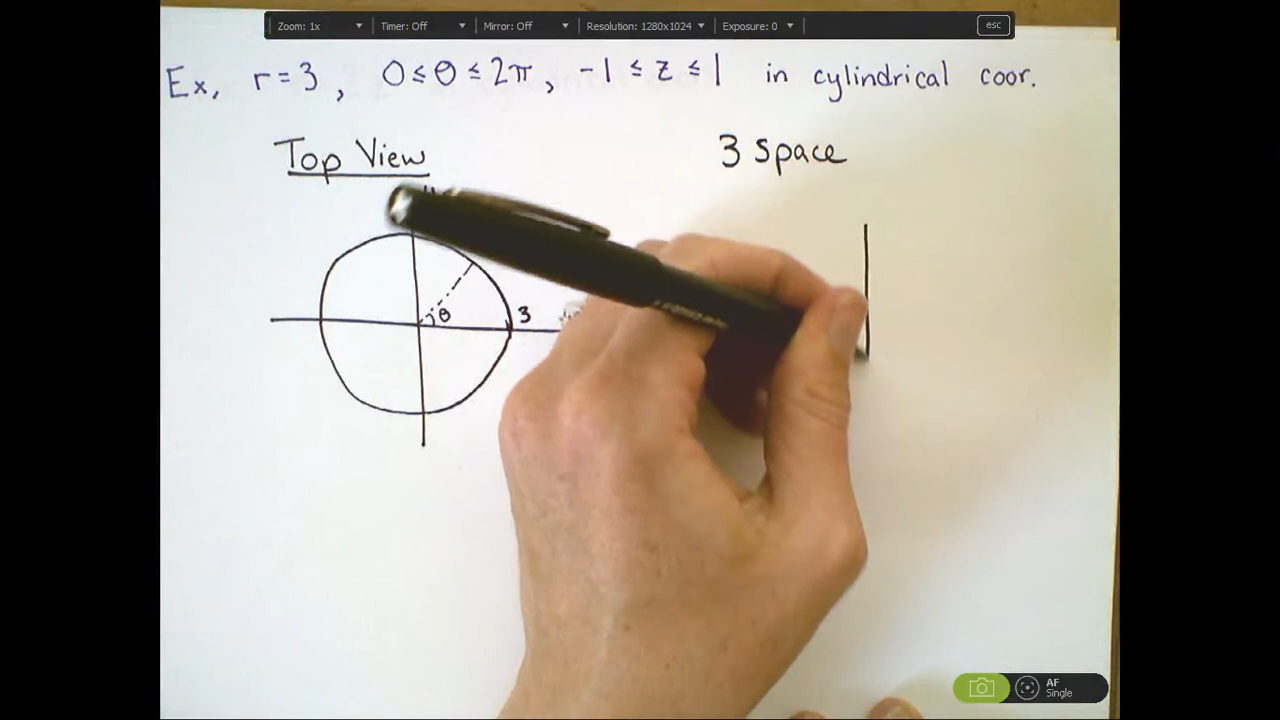 Zoom: 1x Timer: Off Mirror: Off Resolution: 1280x1024 Exposure: 0 esc
Ex, r = 3, 0 ≤ θ ≤ 2π, -1 ≤ z ≤ 1 in cylindrical coor.
Top View
3 Space
θ 3
AF
Single